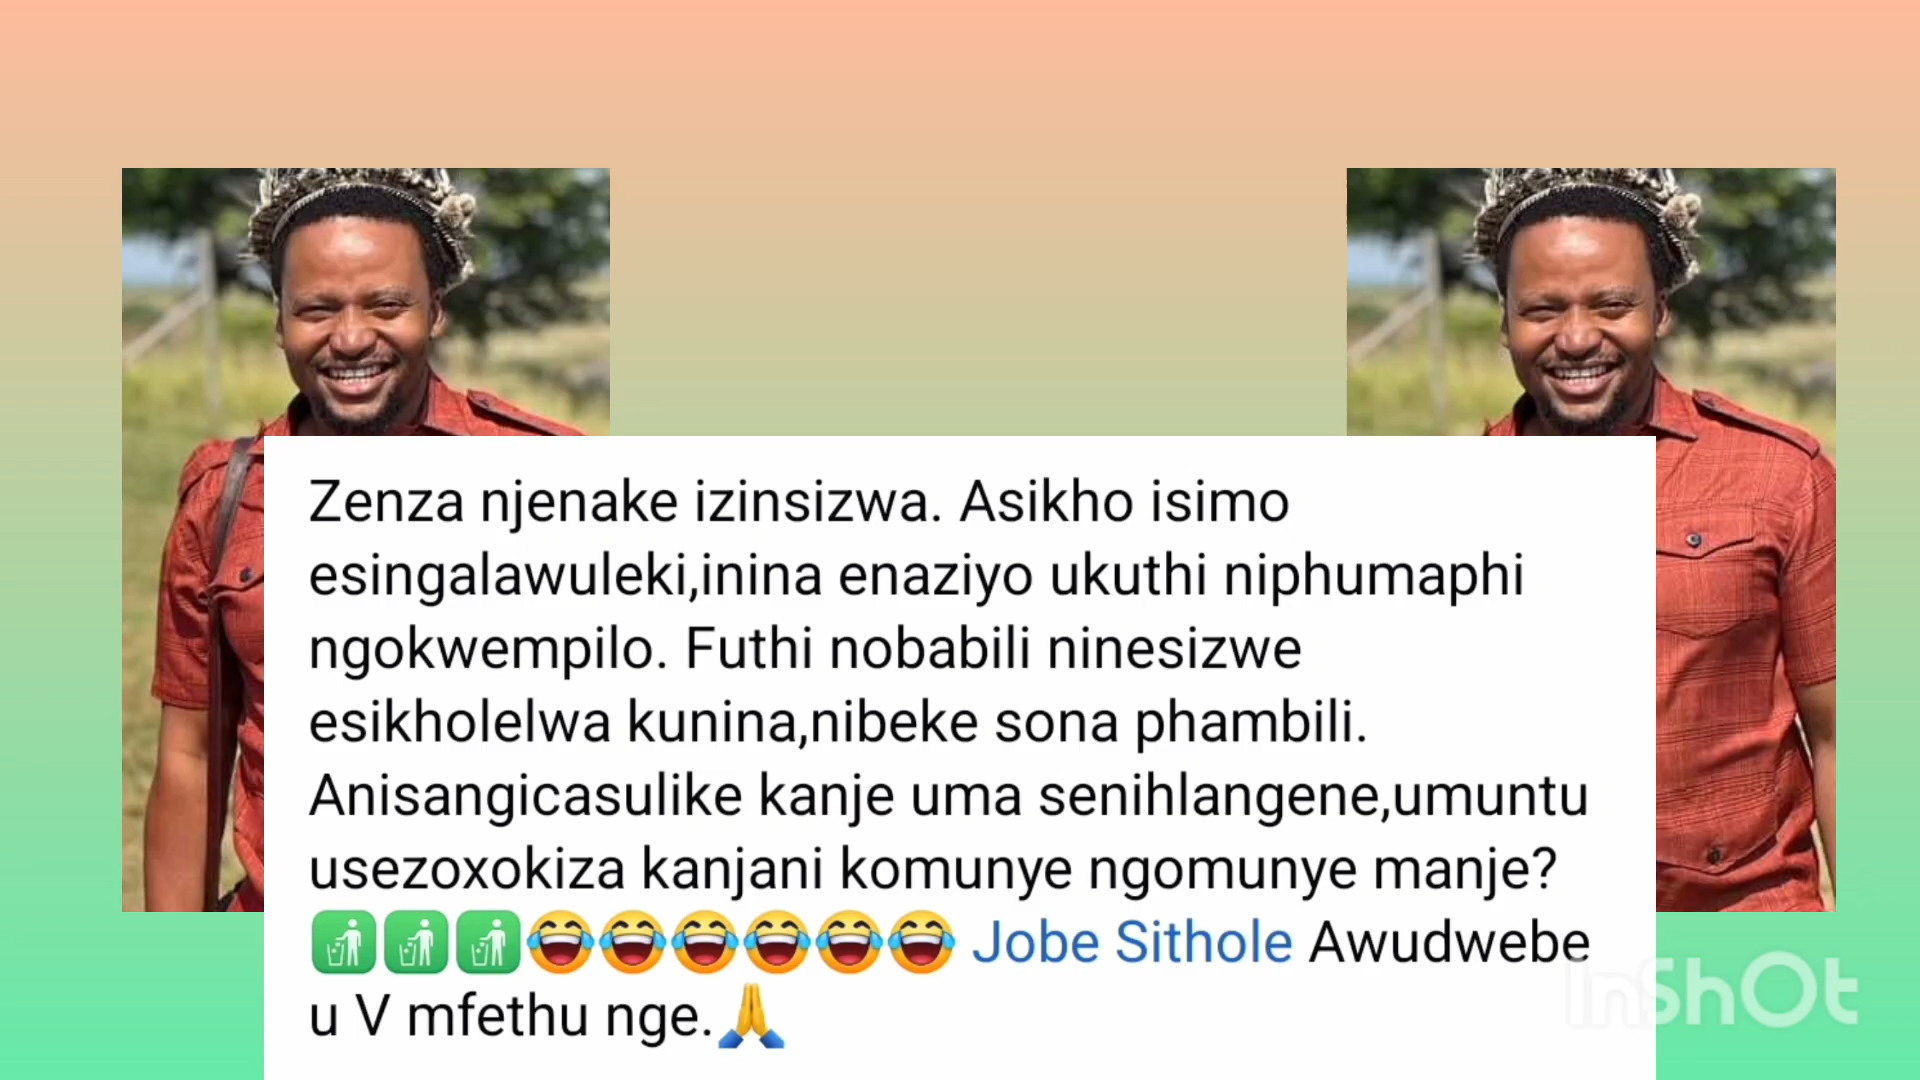 Zenza njenake izinsizwa. Asikho isimo
esingalawuleki,inina enaziyo ukuthi niphumaphi
ngokwempilo. Futhi nobabili ninesizwe
esikholelwa kunina,nibeke sona phambili.
Anisangicasulike kanje uma senihlangene,umuntu
usezoxokiza kanjani komunye ngomunye manje?
🚮🚮🚮😂😂😂😂😂😂 Jobe Sithole Awudwebe
u V mfethu nge.🙏
InShOt